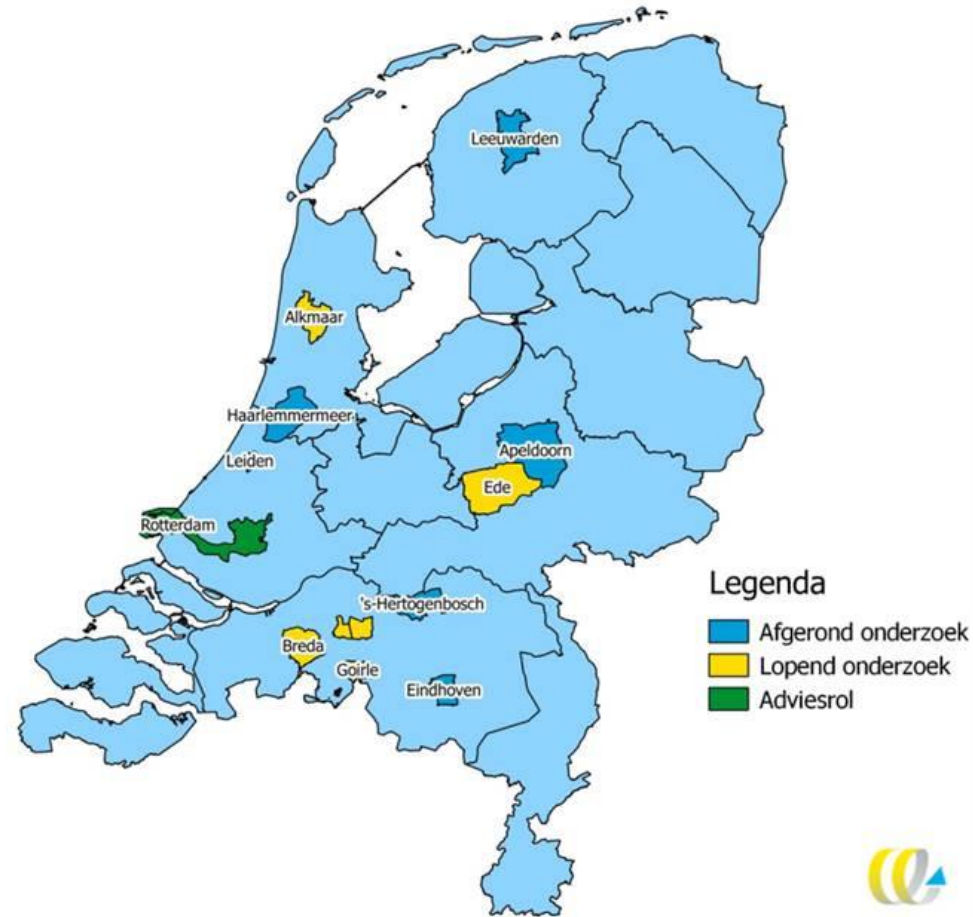 Leeuwarden
Alkmaar
Haarlemmermeer
Apeldoorn
Leiden
Ede
Rotterdam
Legenda
's-Hertogenbosch
Afgerond onderzoek
Breda
Lopend onderzoek
Goirle
Eindhoven
Adviesrol